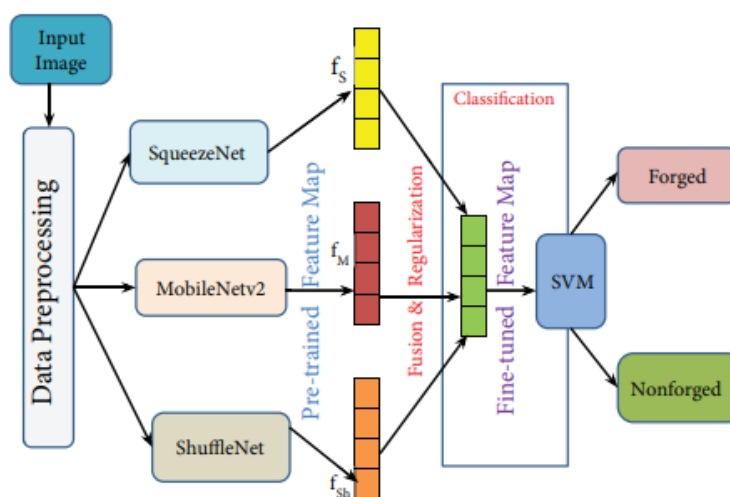 Input
Image
Data Preprocessing
SqueezeNet
MobileNetv2
ShuffleNet
Pre-trained Feature Map
f_S
f_M
f_Sh
Fusion & Regularization
Classification
Fine-tuned Feature Map
SVM
Forged
Nonforged